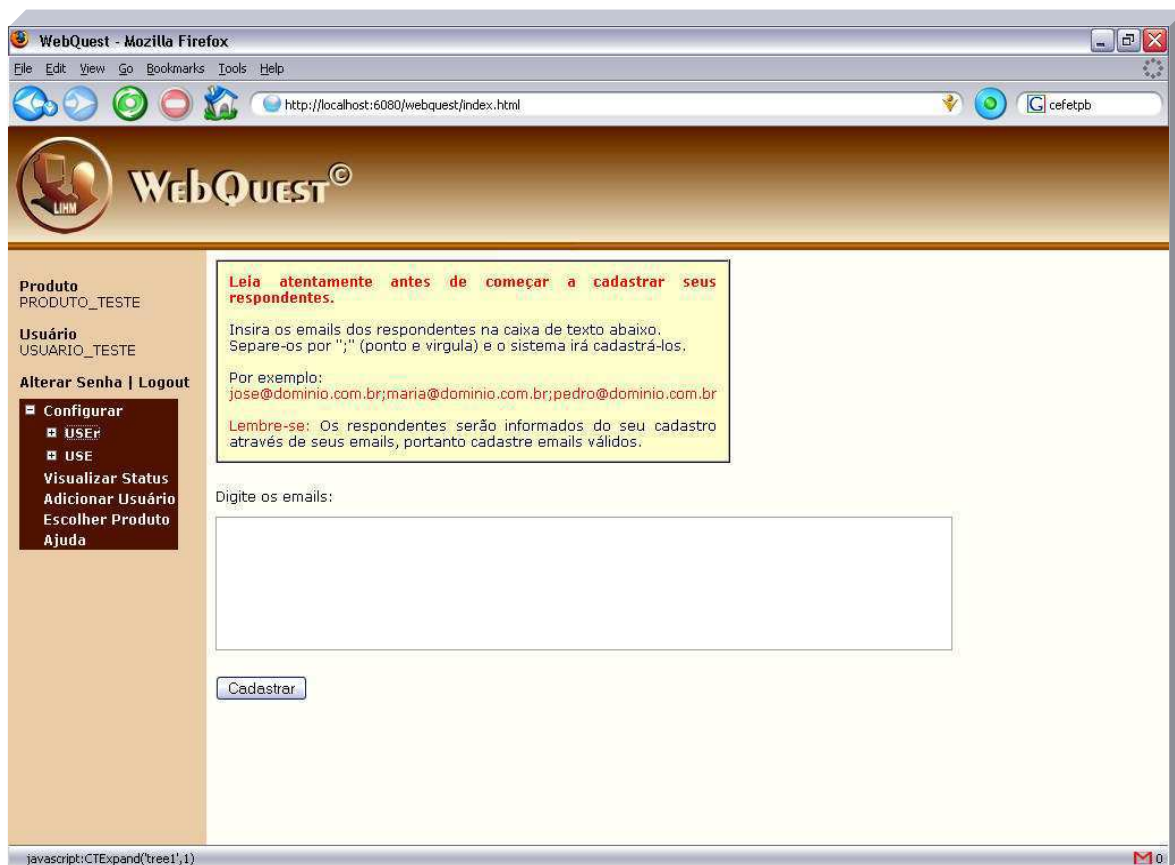 WebQuest - Mozilla Firefox
File Edit View Go Bookmarks Tools Help
http://localhost:6080/webquest/index.html
G cefetpb
LIHM
WEBQUEST©
Produto
PRODUTO_TESTE
Usuário
USUARIO_TESTE
Alterar Senha | Logout
Configurar
USEr
USE
Visualizar Status
Adicionar Usuário
Escolher Produto
Ajuda
Leia atentamente antes de começar a cadastrar seus
respondentes.
Insira os emails dos respondentes na caixa de texto abaixo.
Separe-os por ";" (ponto e virgula) e o sistema irá cadastrá-los.
Por exemplo:
jose@dominio.com.br;maria@dominio.com.br;pedro@dominio.com.br
Lembre-se: Os respondentes serão informados do seu cadastro
através de seus emails, portanto cadastre emails válidos.
Digite os emails:
Cadastrar
javascript:CTExpand('tree1',1)
0